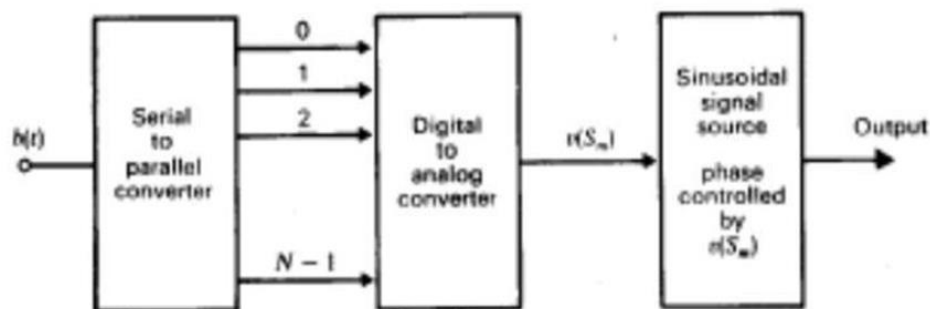 b(t)
Serial
to
parallel
converter
0
1
2
N – 1
Digital
to
analog
converter
v(Sₘ)
Sinusoidal
signal
source
phase
controlled
by
v(Sₘ)
Output